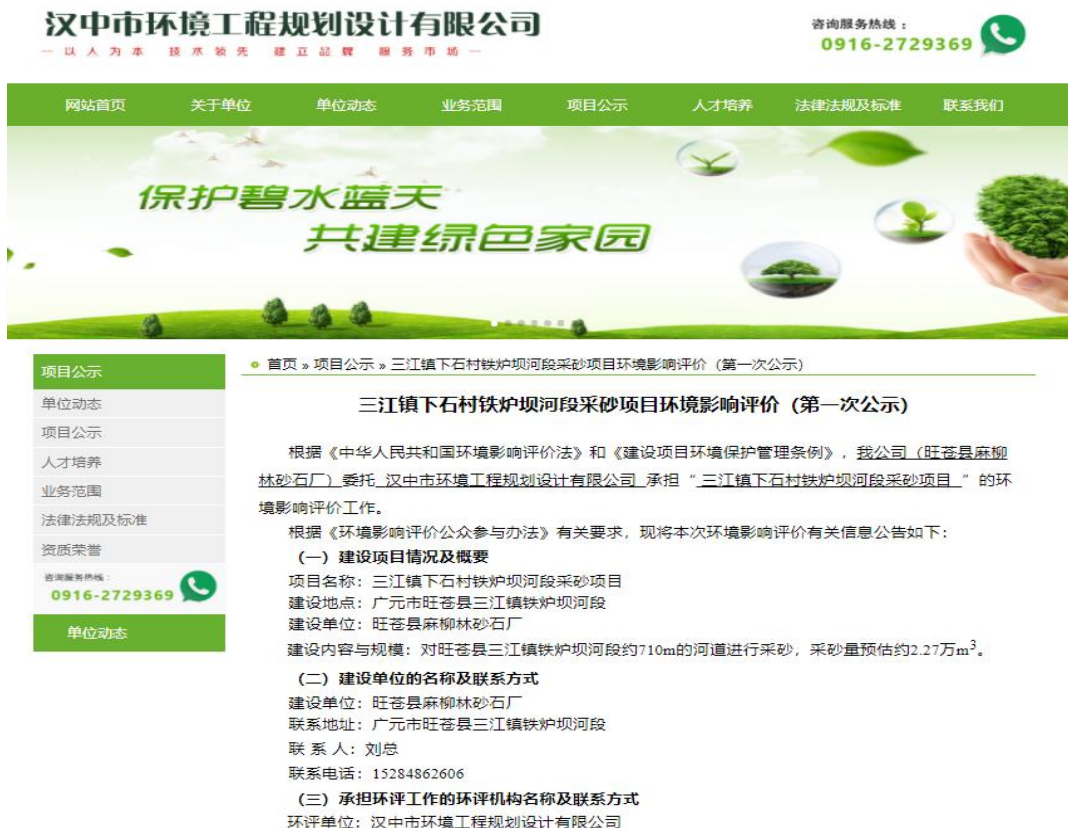 汉中市环境工程规划设计有限公司
一 以人为本 技术领先 建立品牌 服务市场 一
咨询服务热线：
0916-2729369
网站首页 关于单位 单位动态 业务范围 项目公示 人才培养 法律法规及标准 联系我们
保护碧水蓝天
共建绿色家园
项目公示
单位动态
项目公示
人才培养
业务范围
法律法规及标准
资质荣誉
咨询服务热线：
0916-2729369
单位动态
首页 » 项目公示 » 三江镇下石村铁炉坝河段采砂项目环境影响评价（第一次公示）
三江镇下石村铁炉坝河段采砂项目环境影响评价（第一次公示）
根据《中华人民共和国环境影响评价法》和《建设项目环境保护管理条例》，我公司（旺苍县麻柳
林砂石厂）委托 汉中市环境工程规划设计有限公司 承担“ 三江镇下石村铁炉坝河段采砂项目 ”的环
境影响评价工作。
根据《环境影响评价公众参与办法》有关要求，现将本次环境影响评价有关信息公告如下：
（一）建设项目情况及概要
项目名称：三江镇下石村铁炉坝河段采砂项目
建设地点：广元市旺苍县三江镇铁炉坝河段
建设单位：旺苍县麻柳林砂石厂
建设内容与规模：对旺苍县三江镇铁炉坝河段约710m的河道进行采砂，采砂量预估约2.27万m³。
（二）建设单位的名称及联系方式
建设单位：旺苍县麻柳林砂石厂
联系地址：广元市旺苍县三江镇铁炉坝河段
联 系 人：刘总
联系电话：15284862606
（三）承担环评工作的环评机构名称及联系方式
环评单位：汉中市环境工程规划设计有限公司